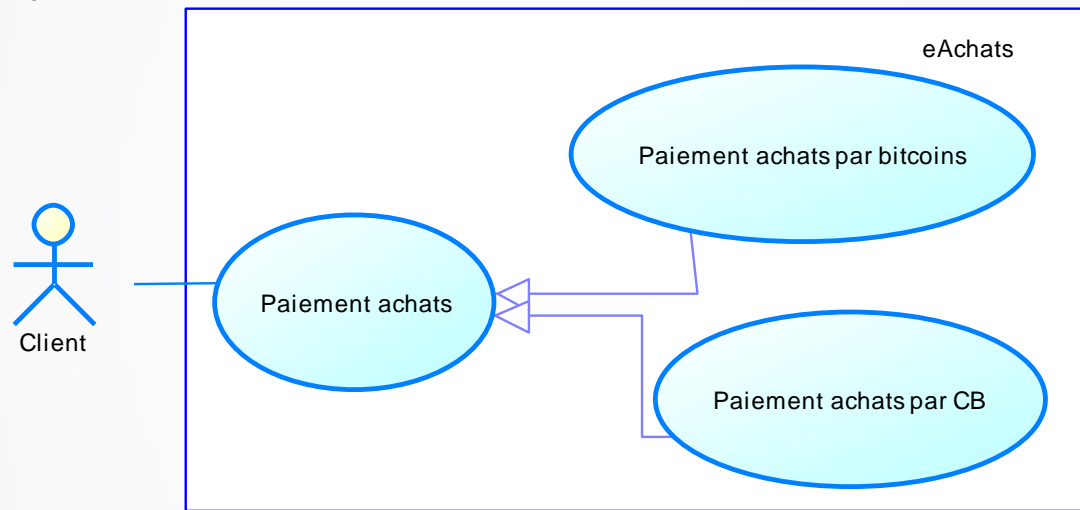 eAchats
Paiement achats par bitcoins
Paiement achats
Client
Paiement achats par CB